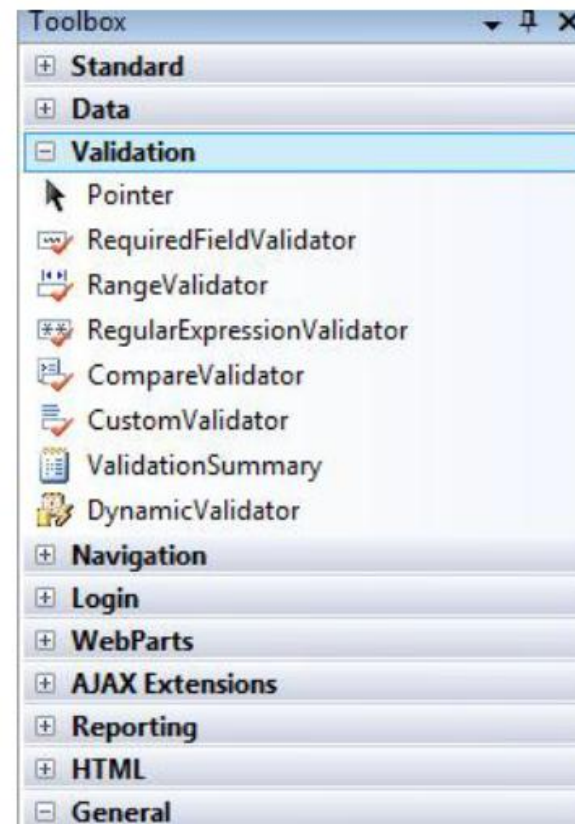 Toolbox
Standard
Data
Validation
Pointer
RequiredFieldValidator
RangeValidator
RegularExpressionValidator
CompareValidator
CustomValidator
ValidationSummary
DynamicValidator
Navigation
Login
WebParts
AJAX Extensions
Reporting
HTML
General